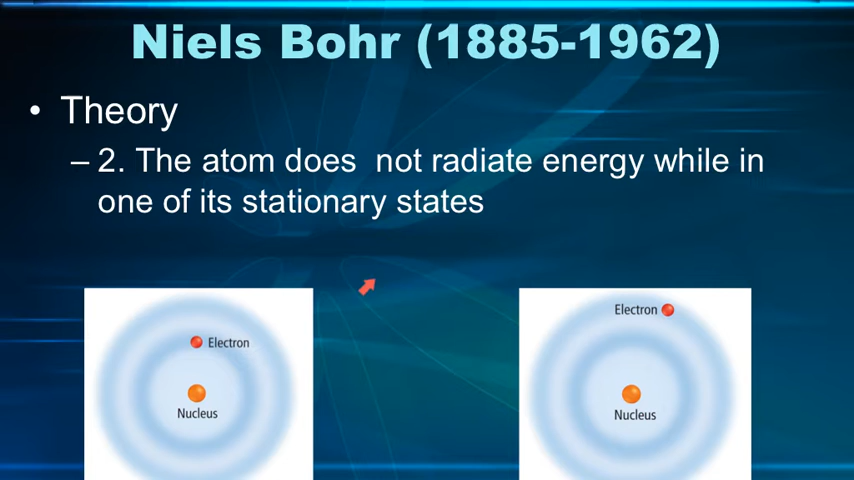 Niels Bohr (1885-1962)
• Theory
– 2. The atom does  not radiate energy while in
one of its stationary states
Electron
Nucleus
Electron
Nucleus